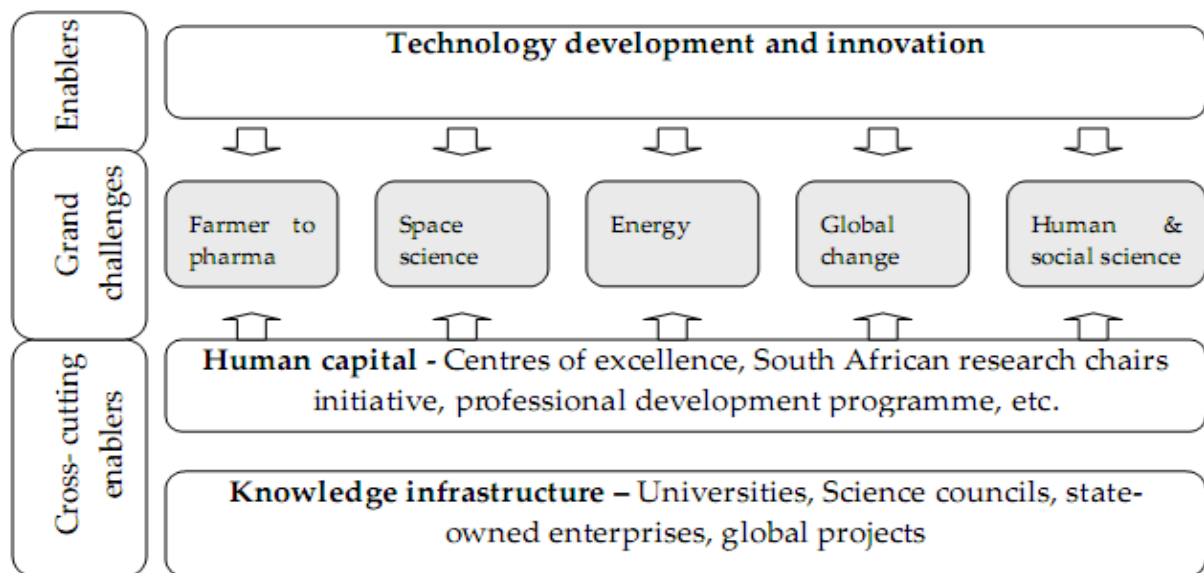 Enablers
Technology development and innovation
Grand
challenges
Farmer to
pharma
Space
science
Energy
Global
change
Human &
social science
Cross- cutting
enablers
Human capital - Centres of excellence, South African research chairs
initiative, professional development programme, etc.
Knowledge infrastructure – Universities, Science councils, state-
owned enterprises, global projects